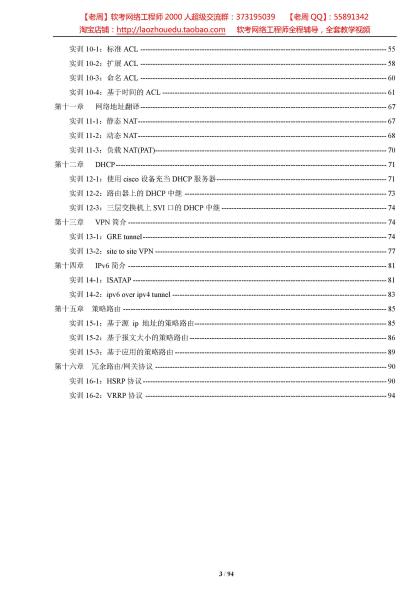 【老周】软考网络工程师 2000 人超级交流群：373195039 【老周 QQ】：55891342
淘宝店铺：http://laozhouedu.taobao.com 软考网络工程师全程辅导，全套教学视频
实训 10-1：标准 ACL 55
实训 10-2：扩展 ACL 58
实训 10-3：命名 ACL 60
实训 10-4：基于时间的 ACL 61
第十一章 网络地址翻译 67
实训 11-1：静态 NAT 67
实训 11-2：动态 NAT 68
实训 11-3：负载 NAT(PAT) 70
第十二章 DHCP 71
实训 12-1：使用 cisco 设备充当 DHCP 服务器 71
实训 12-2：路由器上的 DHCP 中继 73
实训 12-3：三层交换机上 SVI 口的 DHCP 中继 74
第十三章 VPN 简介 74
实训 13-1：GRE tunnel 74
实训 13-2：site to site VPN 77
第十四章 IPv6 简介 81
实训 14-1：ISATAP 81
实训 14-2：ipv6 over ipv4 tunnel 83
第十五章 策略路由 85
实训 15-1：基于源 ip 地址的策略路由 85
实训 15-2：基于报文大小的策略路由 86
实训 15-3：基于应用的策略路由 89
第十六章 冗余路由/网关协议 90
实训 16-1：HSRP 协议 90
实训 16-2：VRRP 协议 94
3 / 94